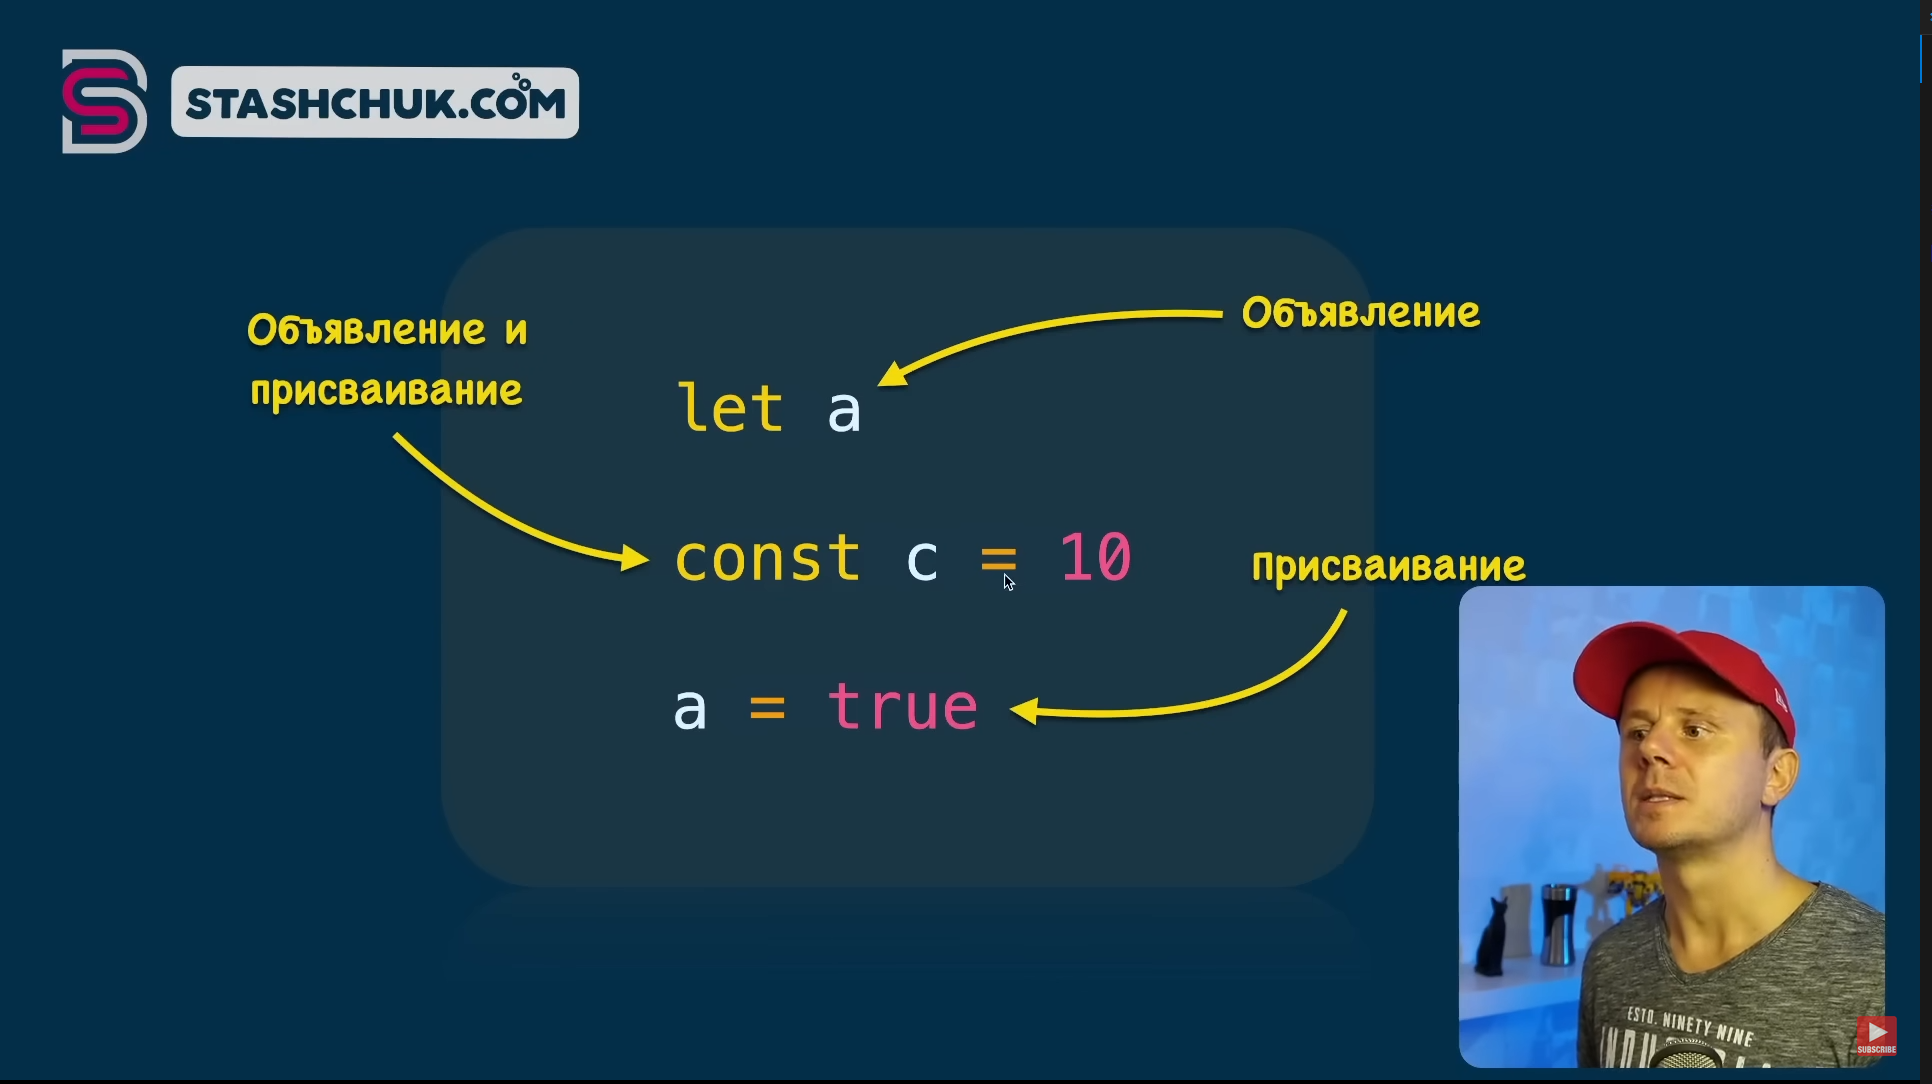 STASHCHUK.COM
Объявление и
присваивание
Объявление
let a
const c = 10
Присваивание
a = true
ESTD. NINETY NINE
SUBSCRIBE